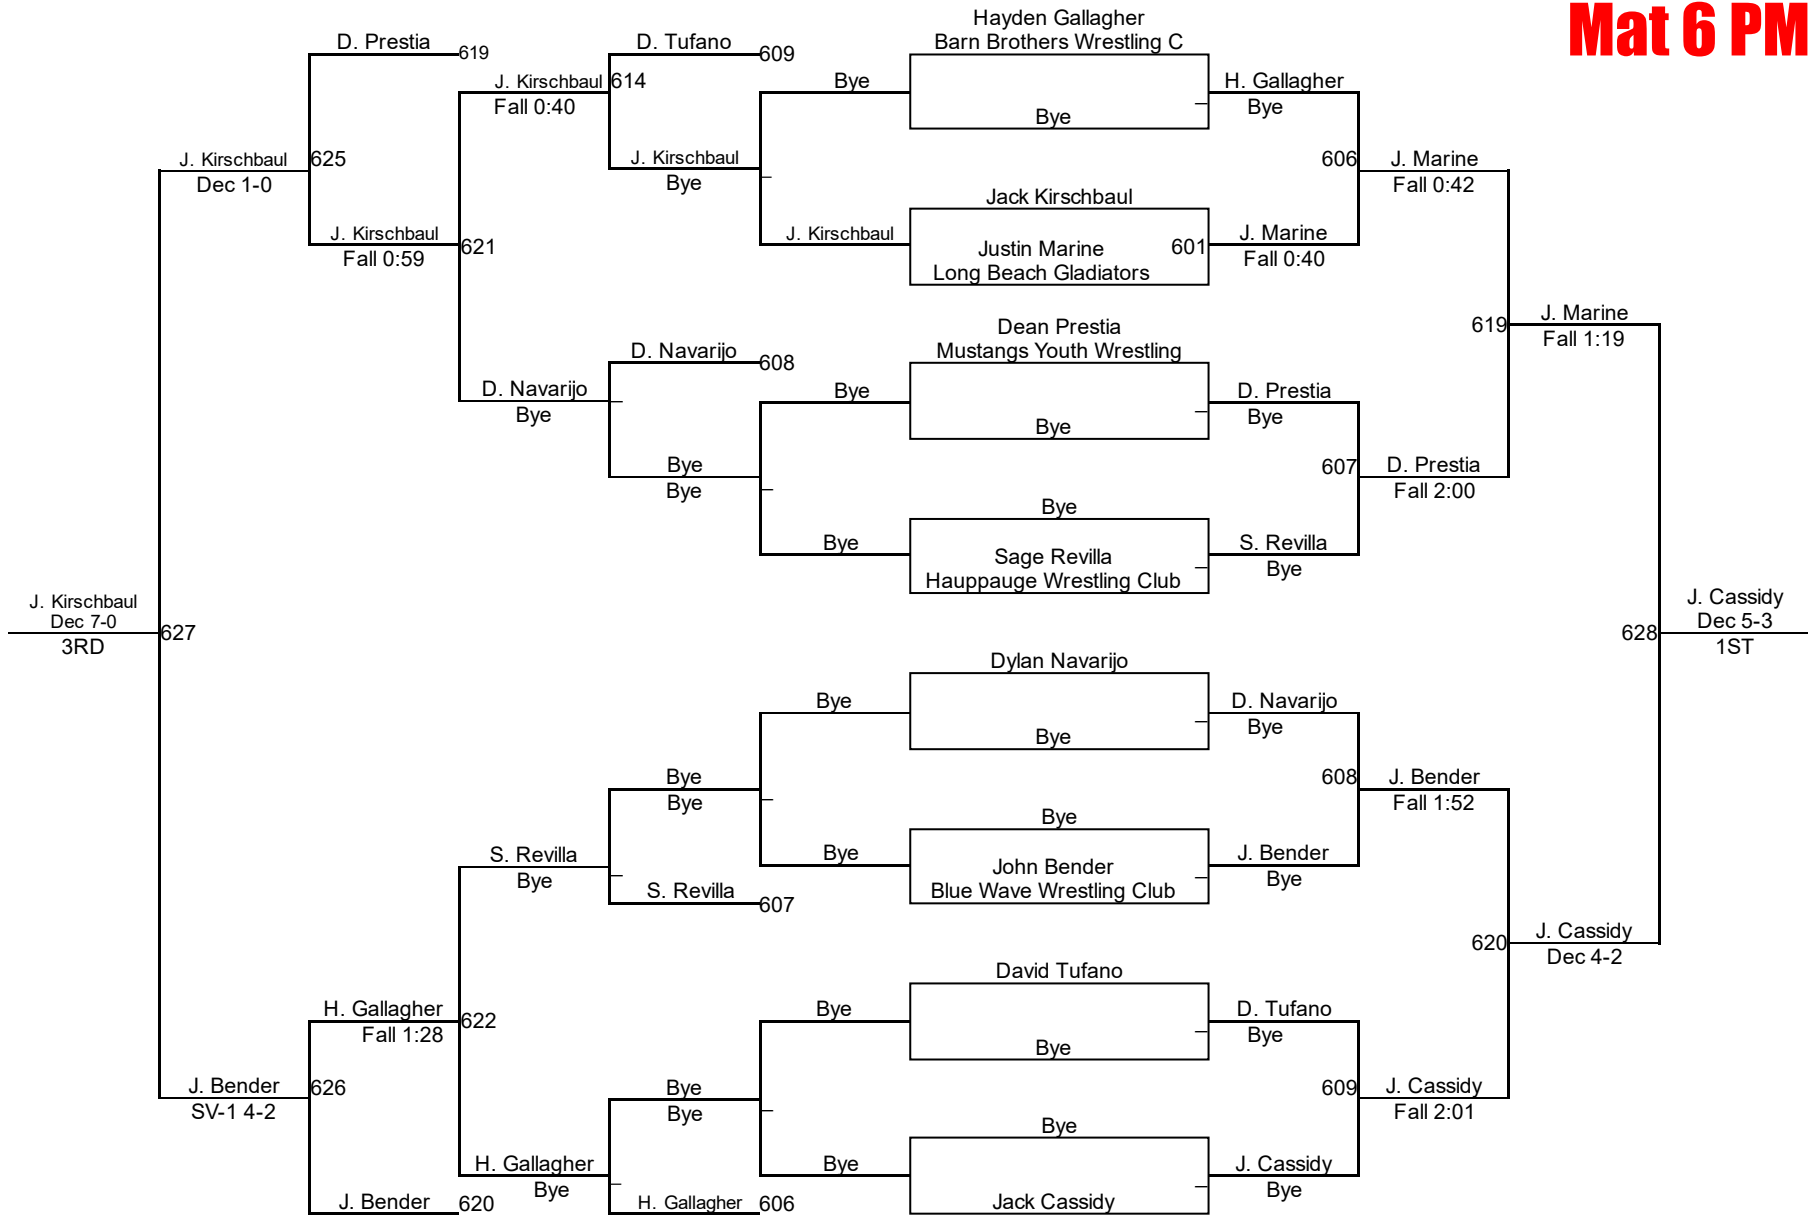 Mat 6 PM
Hayden Gallagher
Barn Brothers Wrestling C
D. Prestia
619
D. Tufano
609
J. Kirschbaul
614
Fall 0:40
Bye
H. Gallagher
Bye
Bye
J. Kirschbaul
625
Dec 1-0
J. Kirschbaul
Bye
606
J. Marine
Fall 0:42
Jack Kirschbaul
J. Kirschbaul
621
Fall 0:59
J. Kirschbaul
Justin Marine
Long Beach Gladiators
601
J. Marine
Fall 0:40
Dean Prestia
Mustangs Youth Wrestling
619
J. Marine
Fall 1:19
D. Navarijo
608
D. Navarijo
Bye
Bye
D. Prestia
Bye
Bye
Bye
Bye
607
D. Prestia
Fall 2:00
Bye
Bye
Sage Revilla
Hauppauge Wrestling Club
S. Revilla
Bye
J. Kirschbaul
Dec 7-0
3RD
627
628
J. Cassidy
Dec 5-3
1ST
Dylan Navarijo
Bye
D. Navarijo
Bye
Bye
Bye
Bye
608
J. Bender
Fall 1:52
Bye
S. Revilla
Bye
Bye
John Bender
Blue Wave Wrestling Club
J. Bender
Bye
S. Revilla
607
620
J. Cassidy
Dec 4-2
David Tufano
H. Gallagher
622
Fall 1:28
Bye
D. Tufano
Bye
Bye
J. Bender
626
SV-1 4-2
Bye
Bye
609
J. Cassidy
Fall 2:01
Bye
H. Gallagher
Bye
Bye
Jack Cassidy
J. Cassidy
Bye
J. Bender
620
H. Gallagher
606